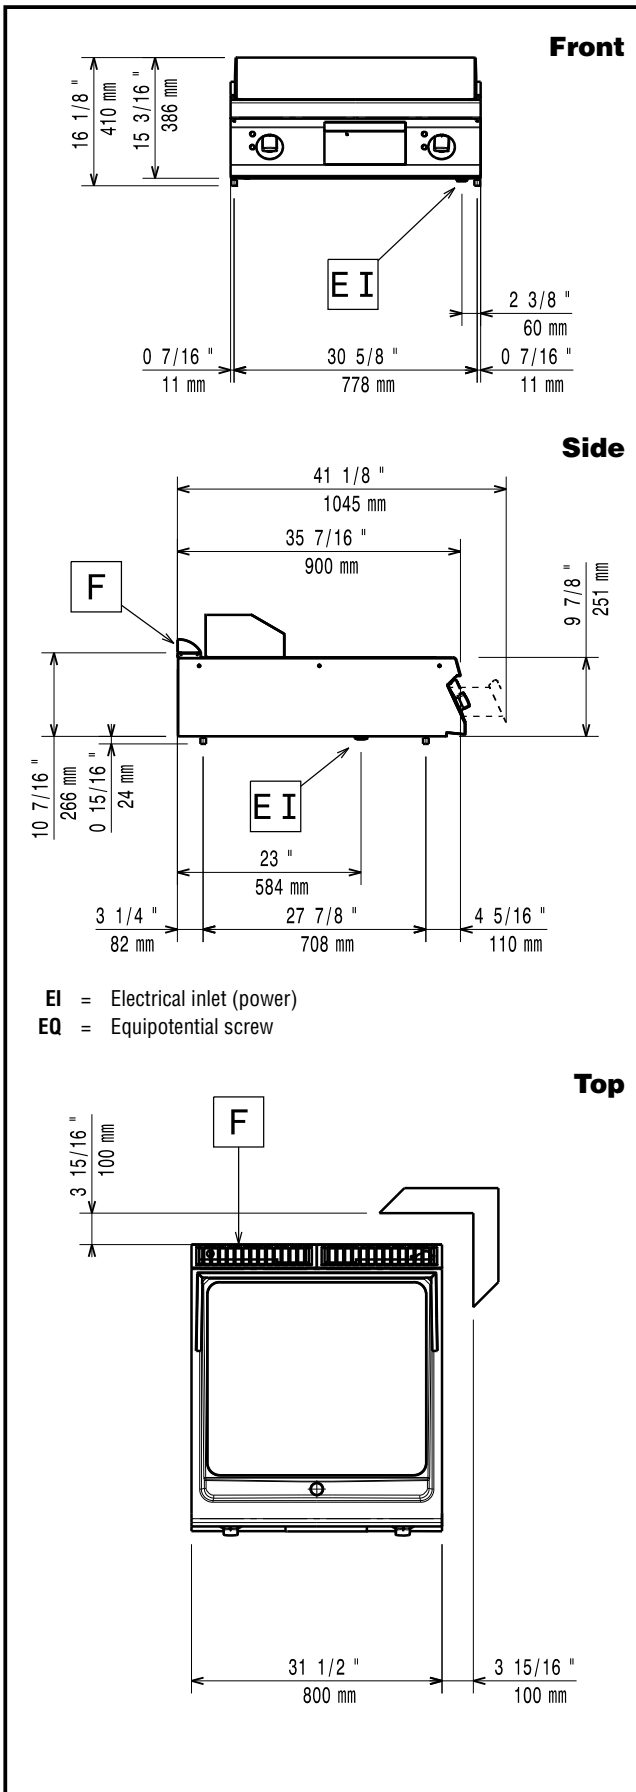 Front
16 1/8 "
410 mm
15 3/16 "
386 mm
EI
2 3/8 "
60 mm
0 7/16 "
11 mm
30 5/8 "
778 mm
0 7/16 "
11 mm
Side
41 1/8 "
1045 mm
35 7/16 "
900 mm
F
9 7/8 "
251 mm
10 7/16 "
266 mm
0 15/16 "
24 mm
EI
23 "
584 mm
3 1/4 "
82 mm
27 7/8 "
708 mm
4 5/16 "
110 mm
EI = Electrical inlet (power)
EQ = Equipotential screw
Top
F
3 15/16 "
100 mm
31 1/2 "
800 mm
3 15/16 "
100 mm